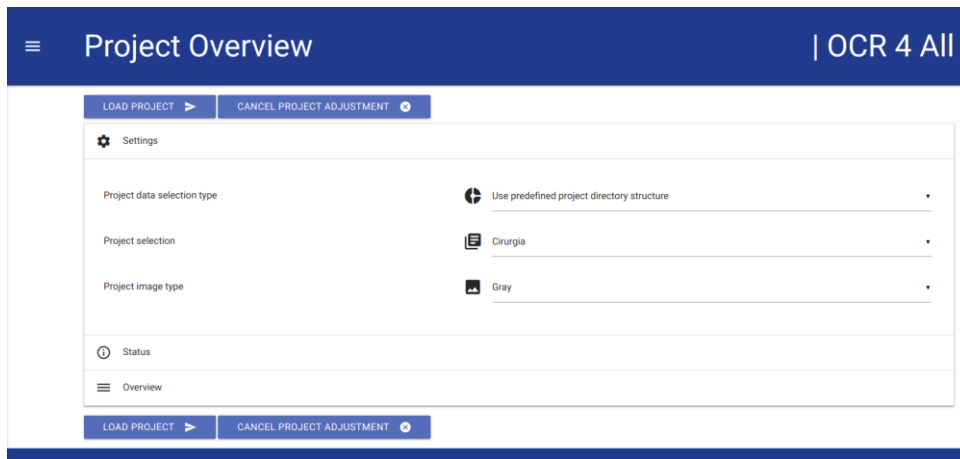 Project Overview | OCR 4 All
LOAD PROJECT CANCEL PROJECT ADJUSTMENT
Settings
Project data selection type Use predefined project directory structure
Project selection Cirurgia
Project image type Gray
Status
Overview
LOAD PROJECT CANCEL PROJECT ADJUSTMENT